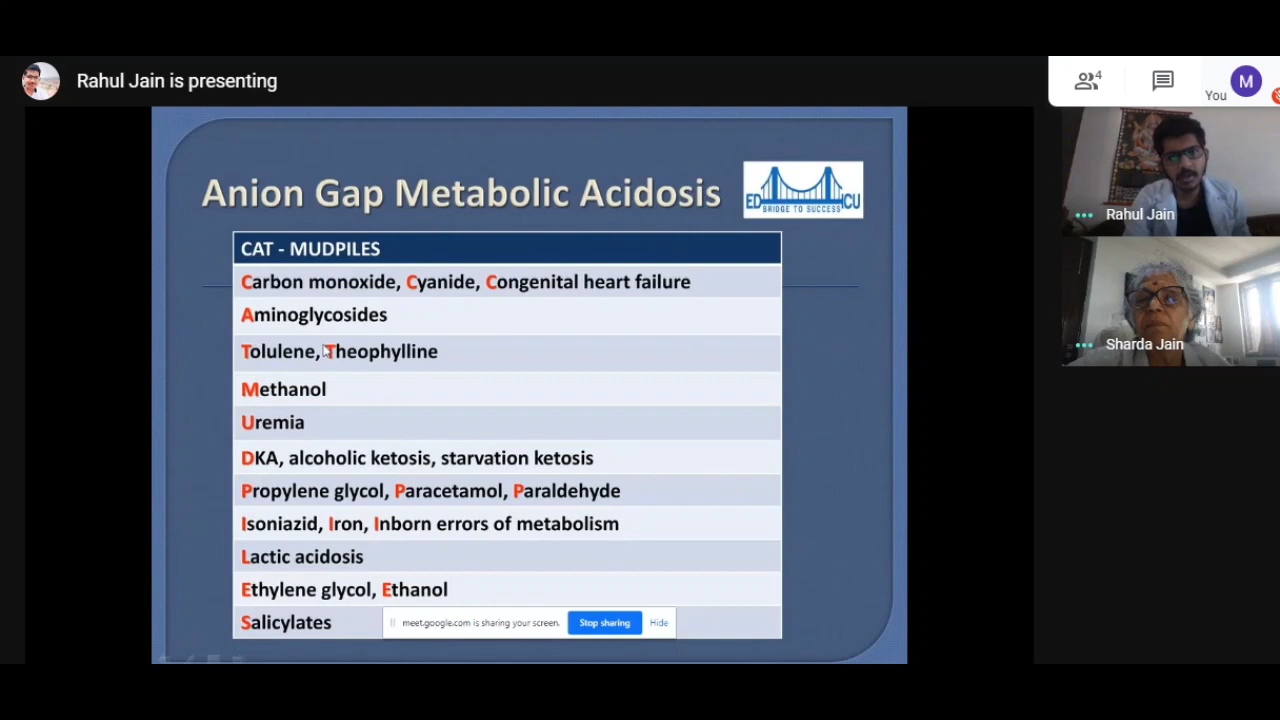 Rahul Jain is presenting
4
You
M
Anion Gap Metabolic Acidosis
ED ICU
BRIDGE TO SUCCESS
CAT - MUDPILES
Carbon monoxide, Cyanide, Congenital heart failure
Aminoglycosides
Tolulene, Theophylline
Methanol
Uremia
DKA, alcoholic ketosis, starvation ketosis
Propylene glycol, Paracetamol, Paraldehyde
Isoniazid, Iron, Inborn errors of metabolism
Lactic acidosis
Ethylene glycol, Ethanol
Salicylates
meet.google.com is sharing your screen. Stop sharing Hide
Rahul Jain
Sharda Jain